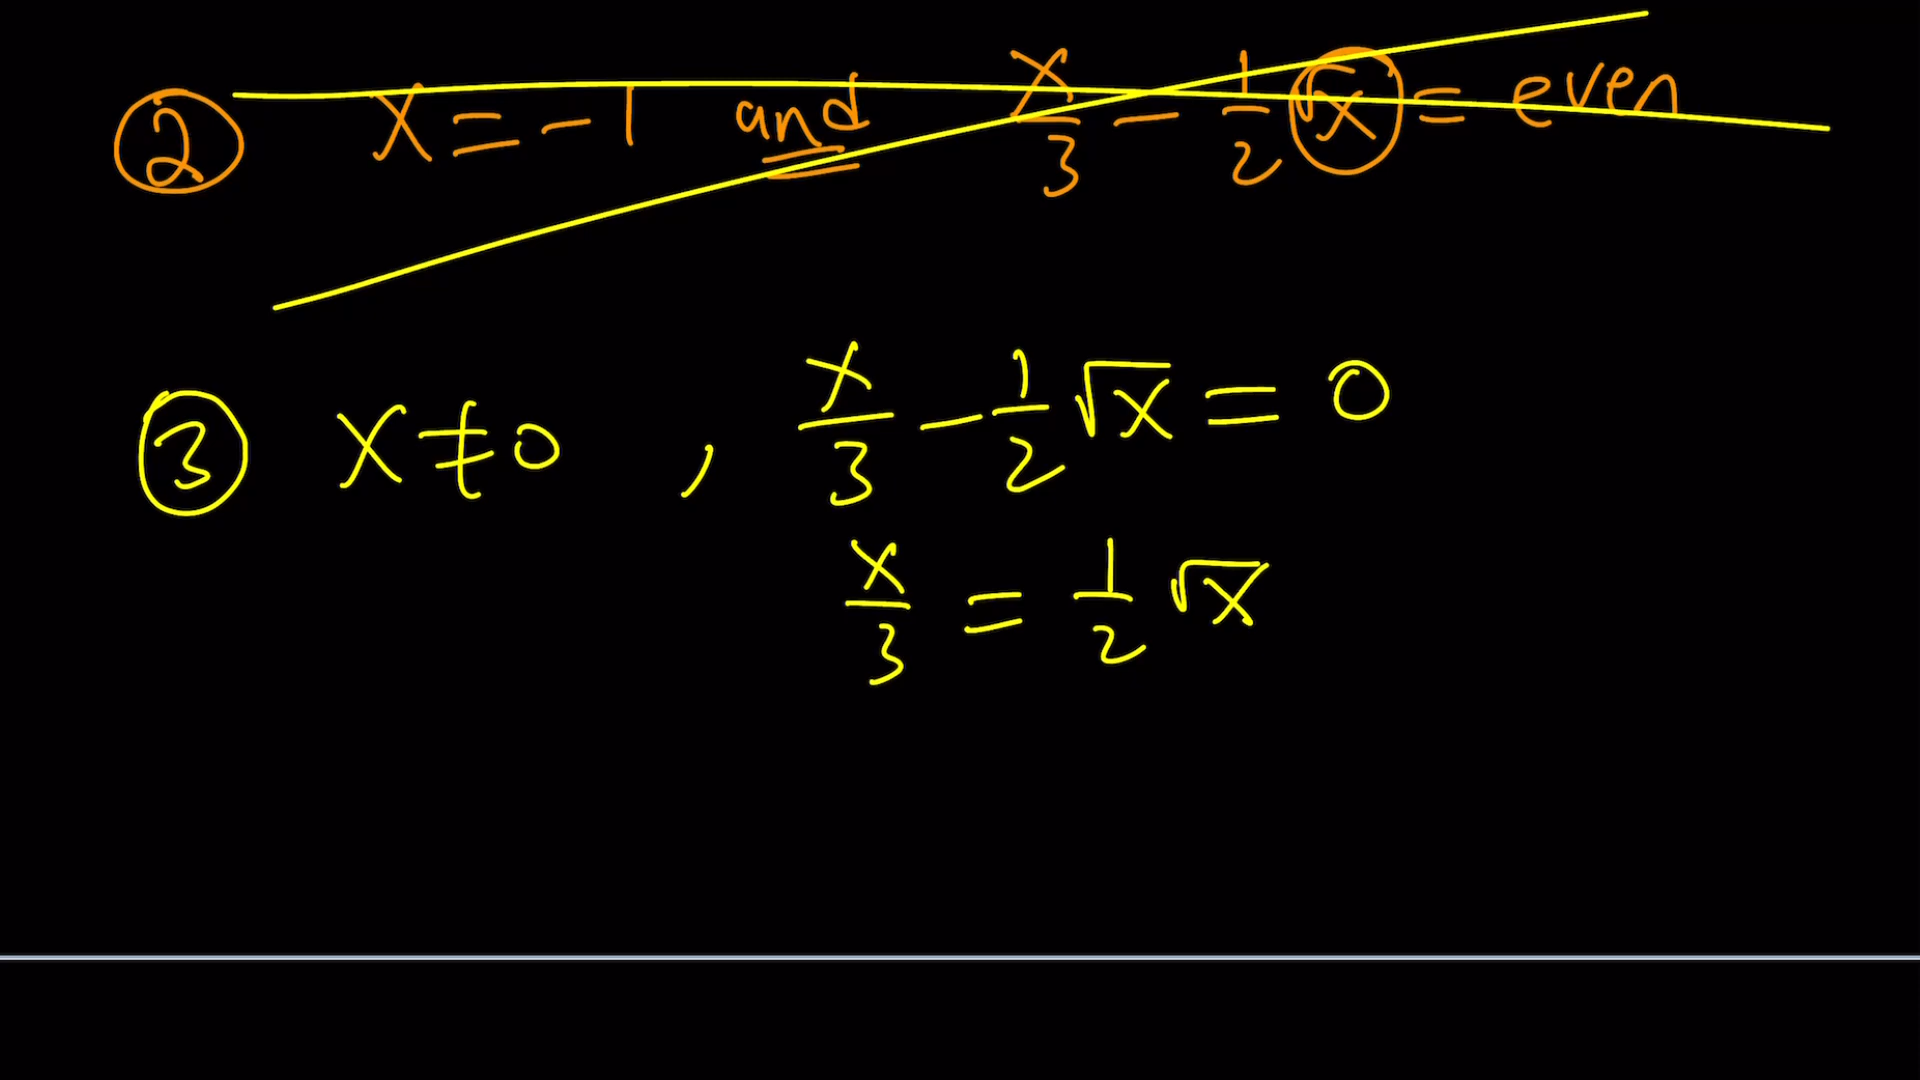 ② x = -1 and x/3 - 1/2 √x = even
③ x ≠ 0 , x/3 - 1/2 √x = 0
x/3 = 1/2 √x